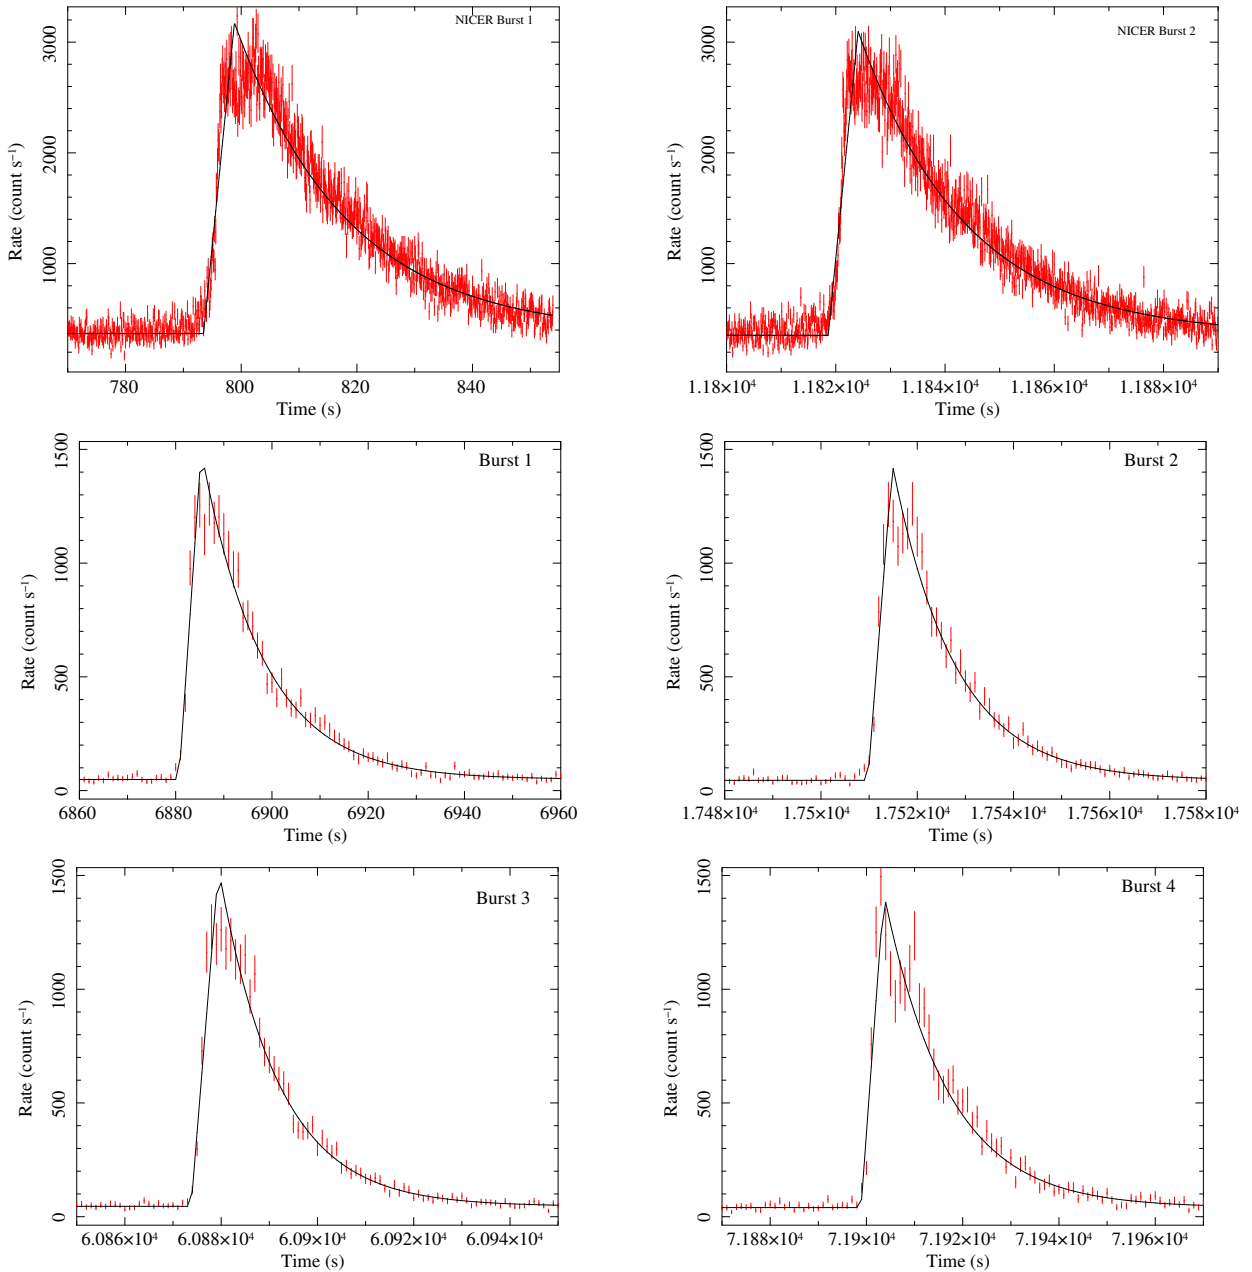 NICER Burst 1
Rate (count s⁻¹)
1000 2000 3000
780 800 820 840
Time (s)
NICER Burst 2
Rate (count s⁻¹)
1000 2000 3000
1.18×10⁴ 1.182×10⁴ 1.184×10⁴ 1.186×10⁴ 1.188×10⁴
Time (s)
Burst 1
Rate (count s⁻¹)
0 500 1000 1500
6860 6880 6900 6920 6940 6960
Time (s)
Burst 2
Rate (count s⁻¹)
0 500 1000 1500
1.748×10⁴ 1.75×10⁴ 1.752×10⁴ 1.754×10⁴ 1.756×10⁴ 1.758×10⁴
Time (s)
Burst 3
Rate (count s⁻¹)
0 500 1000 1500
6.086×10⁴ 6.088×10⁴ 6.09×10⁴ 6.092×10⁴ 6.094×10⁴
Time (s)
Burst 4
Rate (count s⁻¹)
0 500 1000 1500
7.188×10⁴ 7.19×10⁴ 7.192×10⁴ 7.194×10⁴ 7.196×10⁴
Time (s)